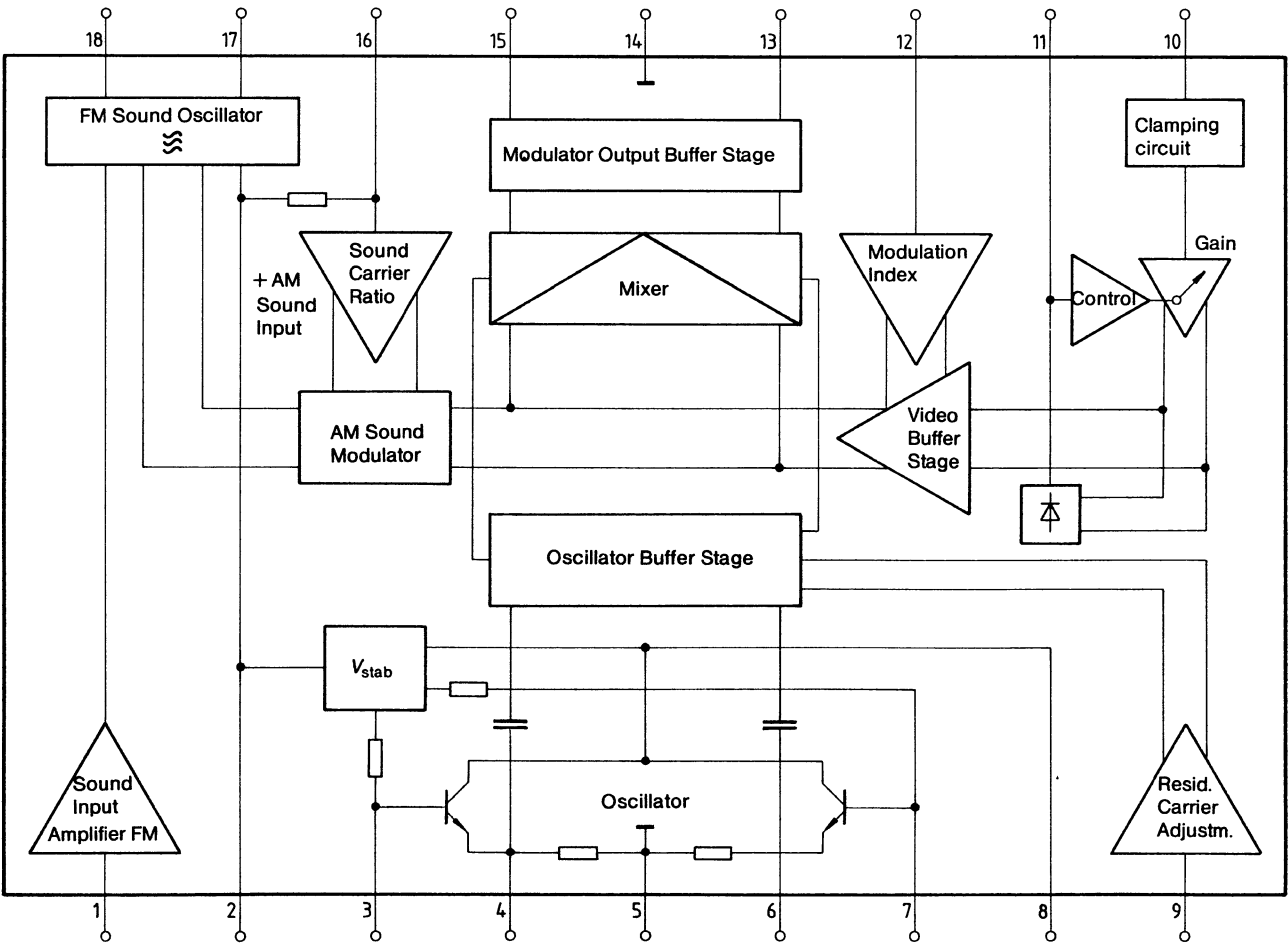 18
17
16
15
14
13
12
11
10
FM Sound Oscillator
Modulator Output Buffer Stage
Clamping
circuit
Sound
Carrier
Ratio
+ AM
Sound
Input
Mixer
Modulation
Index
Gain
Control
AM Sound
Modulator
Video
Buffer
Stage
Oscillator Buffer Stage
Vstab
Sound
Input
Amplifier FM
Oscillator
Resid.
Carrier
Adjustm.
1
2
3
4
5
6
7
8
9